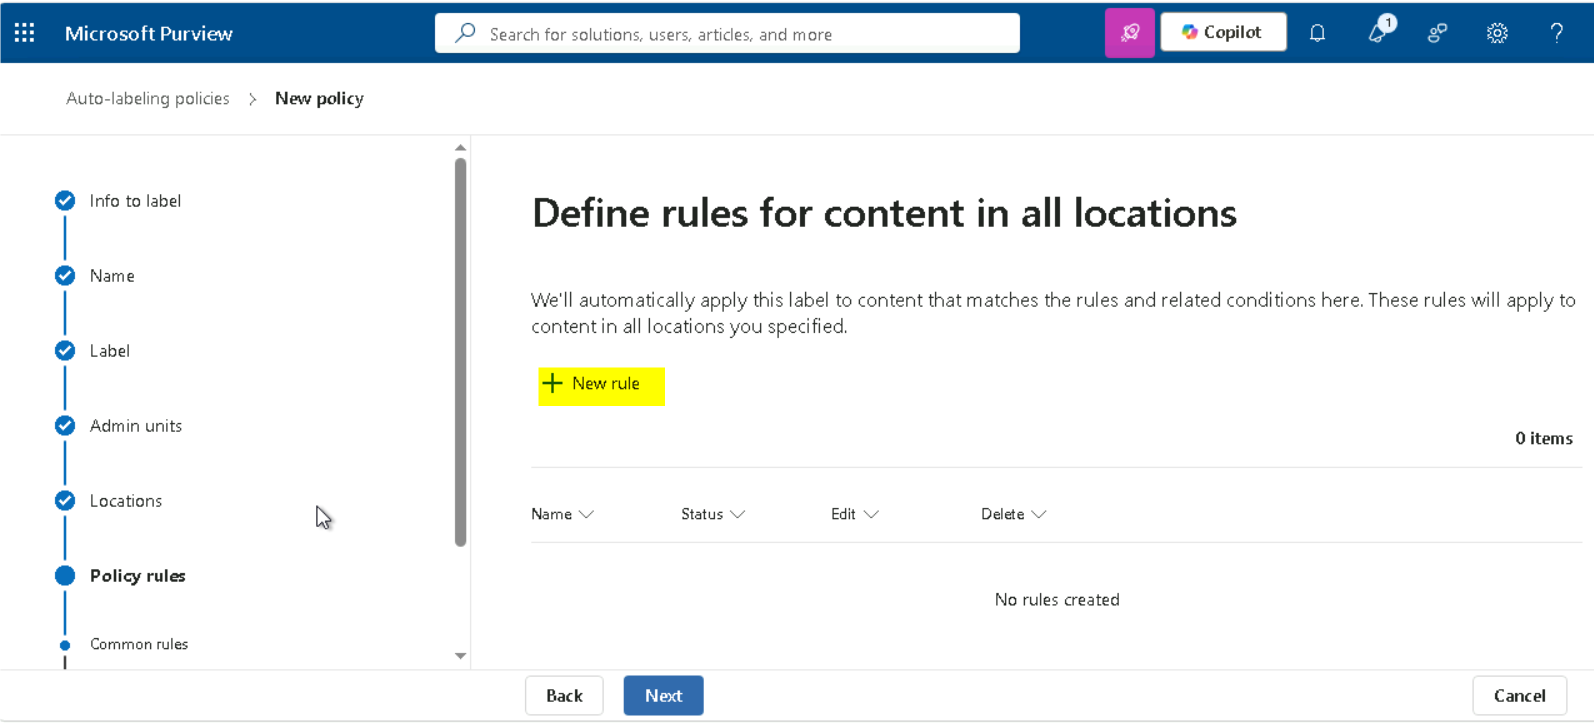 Microsoft Purview
Search for solutions, users, articles, and more
Copilot
1
?
Auto-labeling policies > New policy
Info to label
Name
Label
Admin units
Locations
Policy rules
Common rules
Define rules for content in all locations
We'll automatically apply this label to content that matches the rules and related conditions here. These rules will apply to
content in all locations you specified.
+ New rule
0 items
Name Status Edit Delete
No rules created
Back Next Cancel